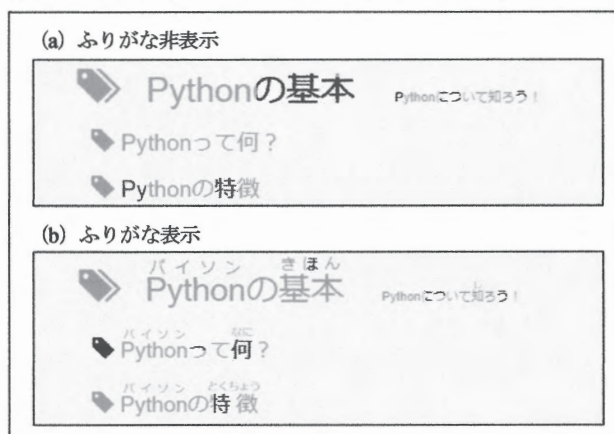 (a) ふりがな非表示
Pythonの基本 Pythonについて知ろう！
Pythonって何？
Pythonの特徴
(b) ふりがな表示
パイソン きほん
Pythonの基本 し
Pythonについて知ろう！
パイソン なに
Pythonって何？
パイソン とくちょう
Pythonの特徴